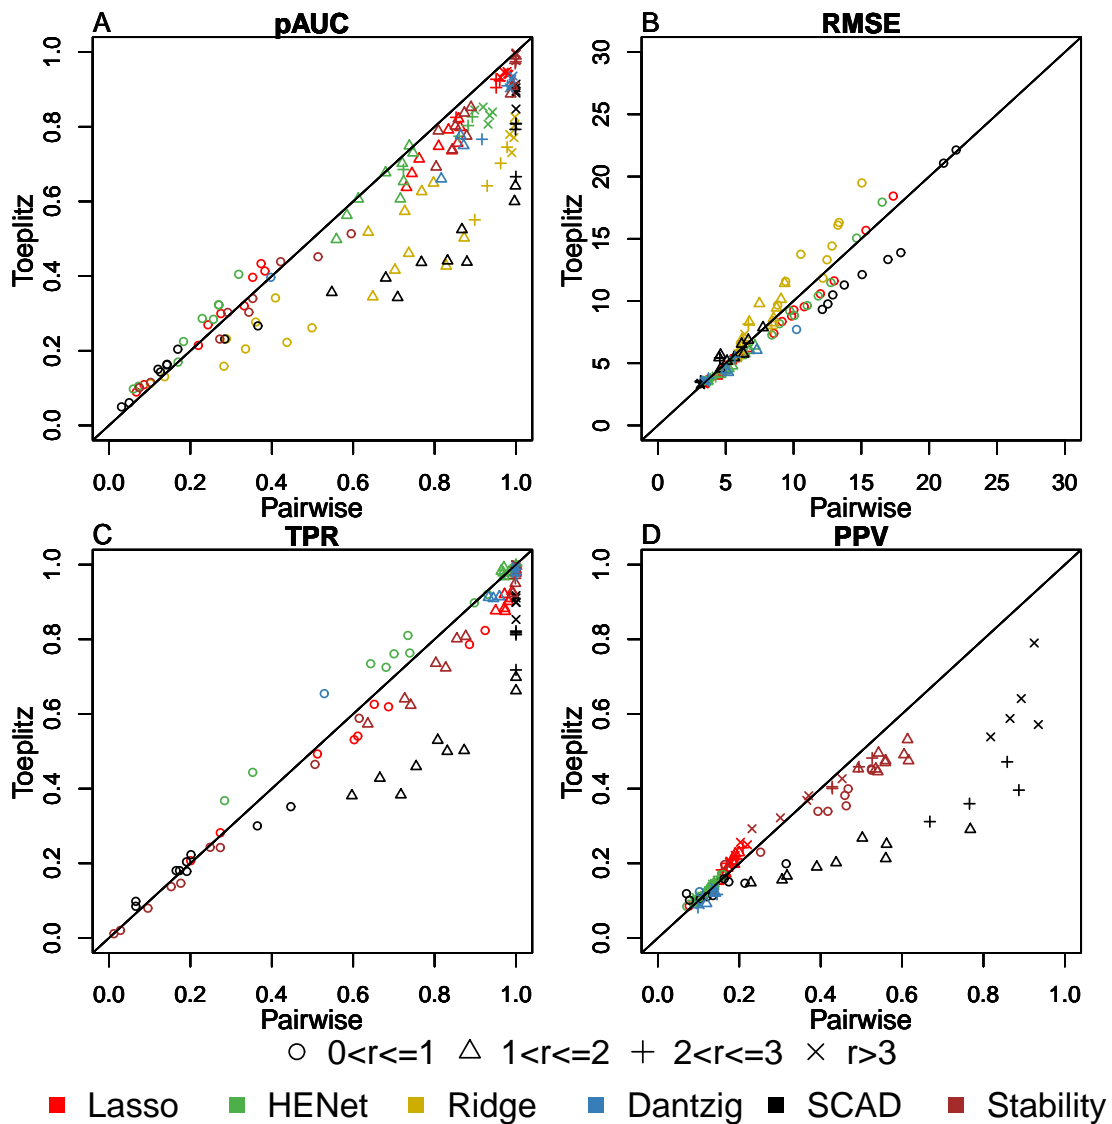 A pAUC
Toeplitz
1.0
0.8
0.6
0.4
0.2
0.0
0.0 0.2 0.4 0.6 0.8 1.0
Pairwise
B RMSE
Toeplitz
30
25
20
15
10
5
0
0 5 10 15 20 25 30
Pairwise
C TPR
Toeplitz
1.0
0.8
0.6
0.4
0.2
0.0
0.0 0.2 0.4 0.6 0.8 1.0
Pairwise
D PPV
Toeplitz
1.0
0.8
0.6
0.4
0.2
0.0
0.0 0.2 0.4 0.6 0.8 1.0
Pairwise
0<r<=1 1<r<=2 2<r<=3 r>3
Lasso HENet Ridge Dantzig SCAD Stability